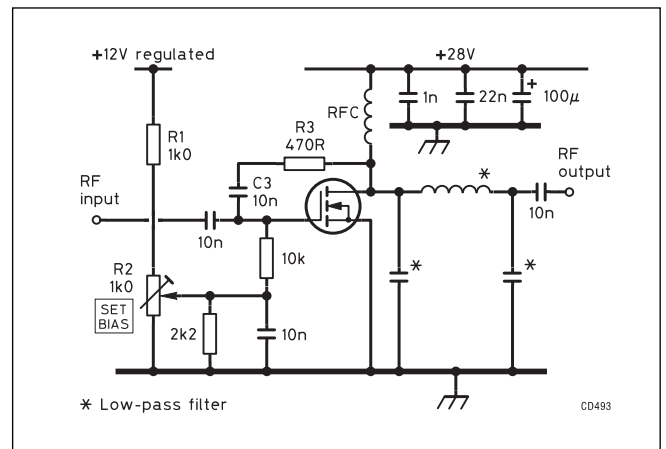 +12V regulated
+28V
R1
1k0
RFC
1n
22n
+
100μ
R3
470R
RF
input
C3
10n
*
RF
output
10n
10n
10k
*
*
R2
1k0
SET
BIAS
2k2
10n
* Low-pass filter
CD493